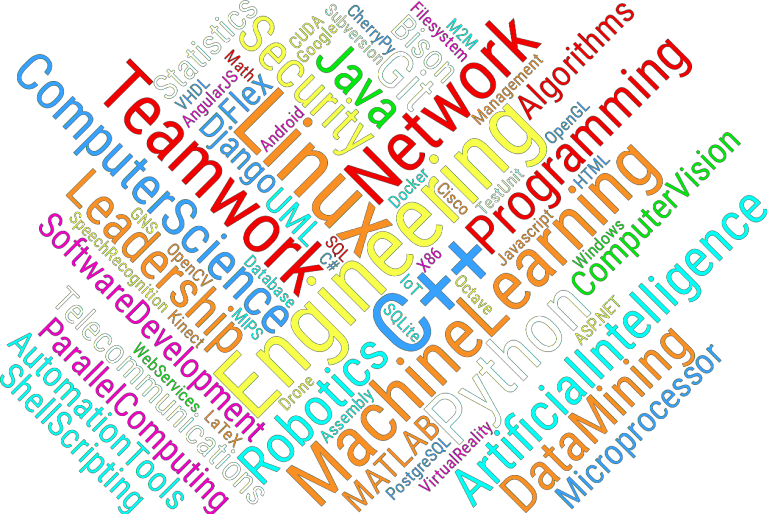 Statistics
CUDA
Google
Subversion
CherryPy
Filesystem
M2M
Bison
Git
Security
Java
Math
VHDL
AngularJS
Flex
Android
Network
Management
Algorithms
ComputerScience
Teamwork
Django
Linux
UML
Docker
Cisco
TestUnit
OpenGL
HTML
Programming
Engineering
Leadership
GNS
SpeechRecognition
OpenCV
Database
SQL
C#
X86
IoT
C++
Octave
Javascript
Windows
ComputerVision
SoftwareDevelopment
Kinect
MIPS
SQLite
MachineLearning
Python
ASP.NET
ArtificialIntelligence
Telecommunications
WebServices
LaTeX
Drone
Robotics
Assembly
MATLAB
PostgreSQL
VirtualReality
DataMining
Microprocessor
ParallelComputing
AutomationTools
ShellScripting